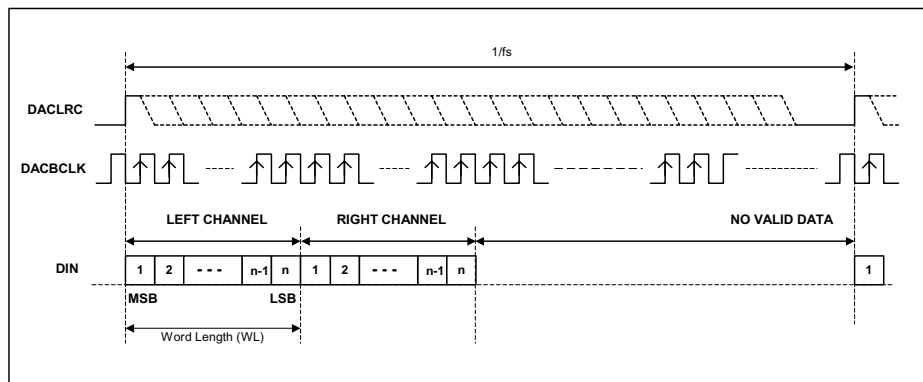 1/fs
DACLRC
DACBCLK
LEFT CHANNEL RIGHT CHANNEL NO VALID DATA
DIN 1 2 n-1 n 1 2 n-1 n 1
MSB LSB
Word Length (WL)